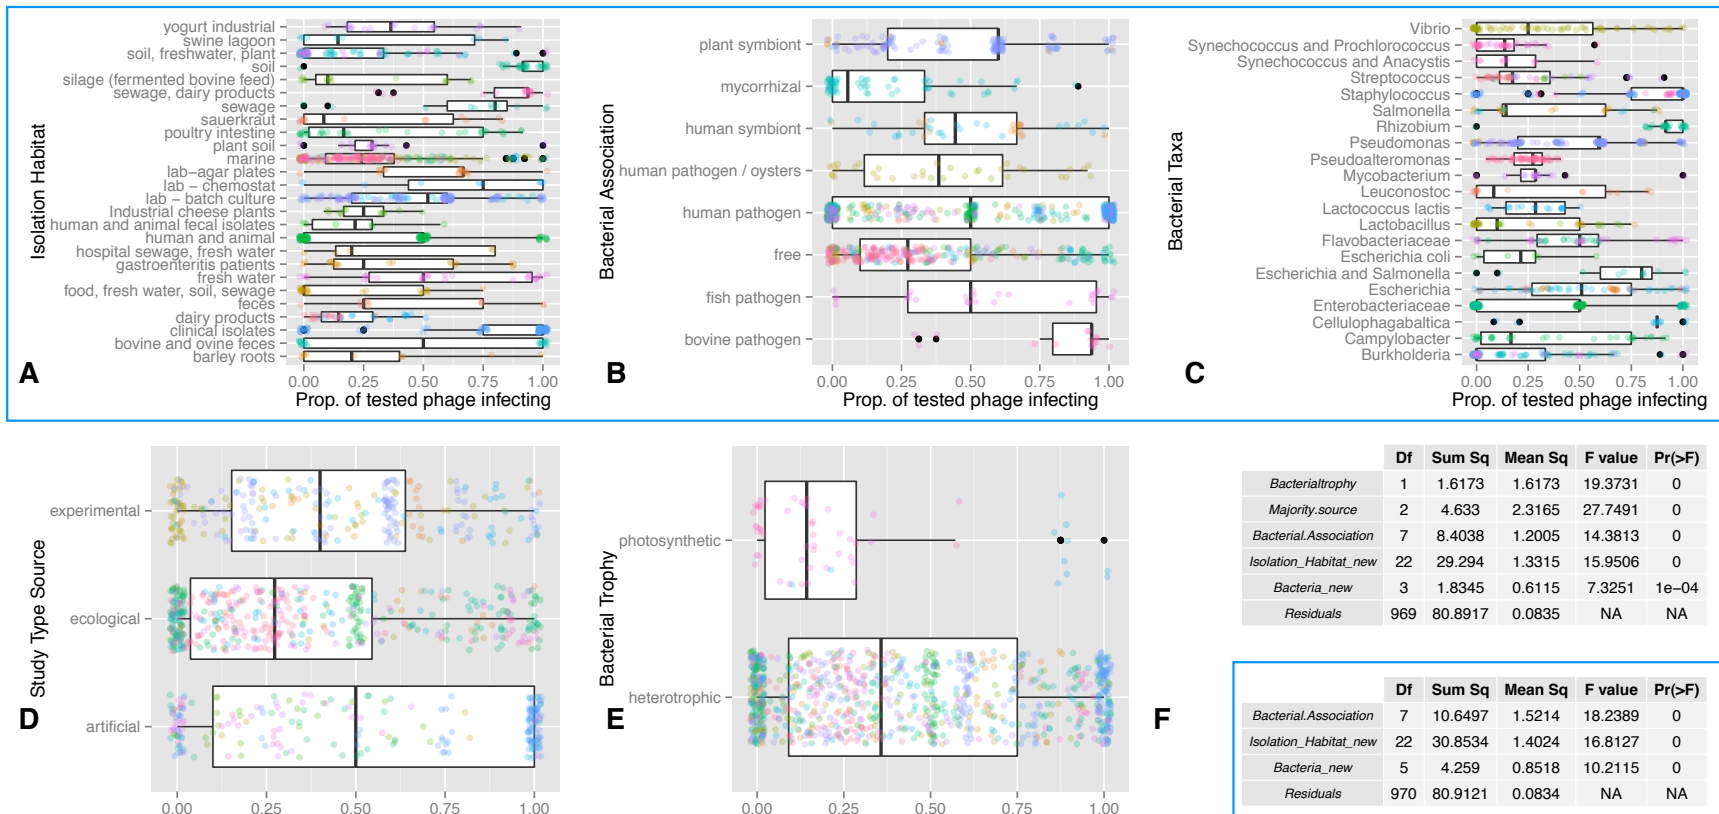 Isolation Habitat
yogurt industrial
swine lagoon
soil, freshwater, plant
soil
silage (fermented bovine feed)
sewage, dairy products
sewage
sauerkraut
poultry intestine
plant soil
marine
lab−agar plates
lab − chemostat
lab − batch culture
Industrial cheese plants
human and animal fecal isolates
human and animal
hospital sewage, fresh water
gastroenteritis patients
fresh water
food, fresh water, soil, sewage
feces
dairy products
clinical isolates
bovine and ovine feces
barley roots
0.00 0.25 0.50 0.75 1.00
Prop. of tested phage infecting
A
Bacterial Association
plant symbiont
mycorrhizal
human symbiont
human pathogen / oysters
human pathogen
free
fish pathogen
bovine pathogen
0.00 0.25 0.50 0.75 1.00
Prop. of tested phage infecting
B
Bacterial Taxa
Vibrio
Synechococcus and Prochlorococcus
Synechococcus and Anacystis
Streptococcus
Staphylococcus
Salmonella
Rhizobium
Pseudomonas
Pseudoalteromonas
Mycobacterium
Leuconostoc
Lactococcus lactis
Lactobacillus
Flavobacteriaceae
Escherichia coli
Escherichia and Salmonella
Escherichia
Enterobacteriaceae
Cellulophagabaltica
Campylobacter
Burkholderia
0.00 0.25 0.50 0.75 1.00
Prop. of tested phage infecting
C
Study Type Source
experimental
ecological
artificial
0.00 0.25 0.50 0.75 1.00
D
Bacterial Trophy
photosynthetic
heterotrophic
0.00 0.25 0.50 0.75 1.00
E
F
Df Sum Sq Mean Sq F value Pr(>F)
Bacterialtrophy 1 1.6173 1.6173 19.3731 0
Majority.source 2 4.633 2.3165 27.7491 0
Bacterial.Association 7 8.4038 1.2005 14.3813 0
Isolation_Habitat_new 22 29.294 1.3315 15.9506 0
Bacteria_new 3 1.8345 0.6115 7.3251 1e−04
Residuals 969 80.8917 0.0835 NA NA
Df Sum Sq Mean Sq F value Pr(>F)
Bacterial.Association 7 10.6497 1.5214 18.2389 0
Isolation_Habitat_new 22 30.8534 1.4024 16.8127 0
Bacteria_new 5 4.259 0.8518 10.2115 0
Residuals 970 80.9121 0.0834 NA NA